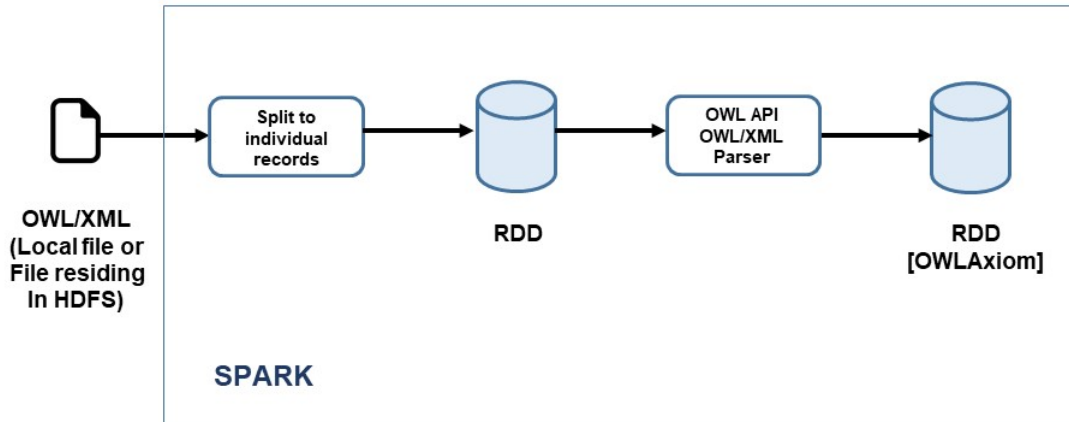 Split to
individual
records
OWL API
OWL/XML
Parser
OWL/XML
(Local file or
File residing
In HDFS)
RDD
RDD
[OWLAxiom]
SPARK